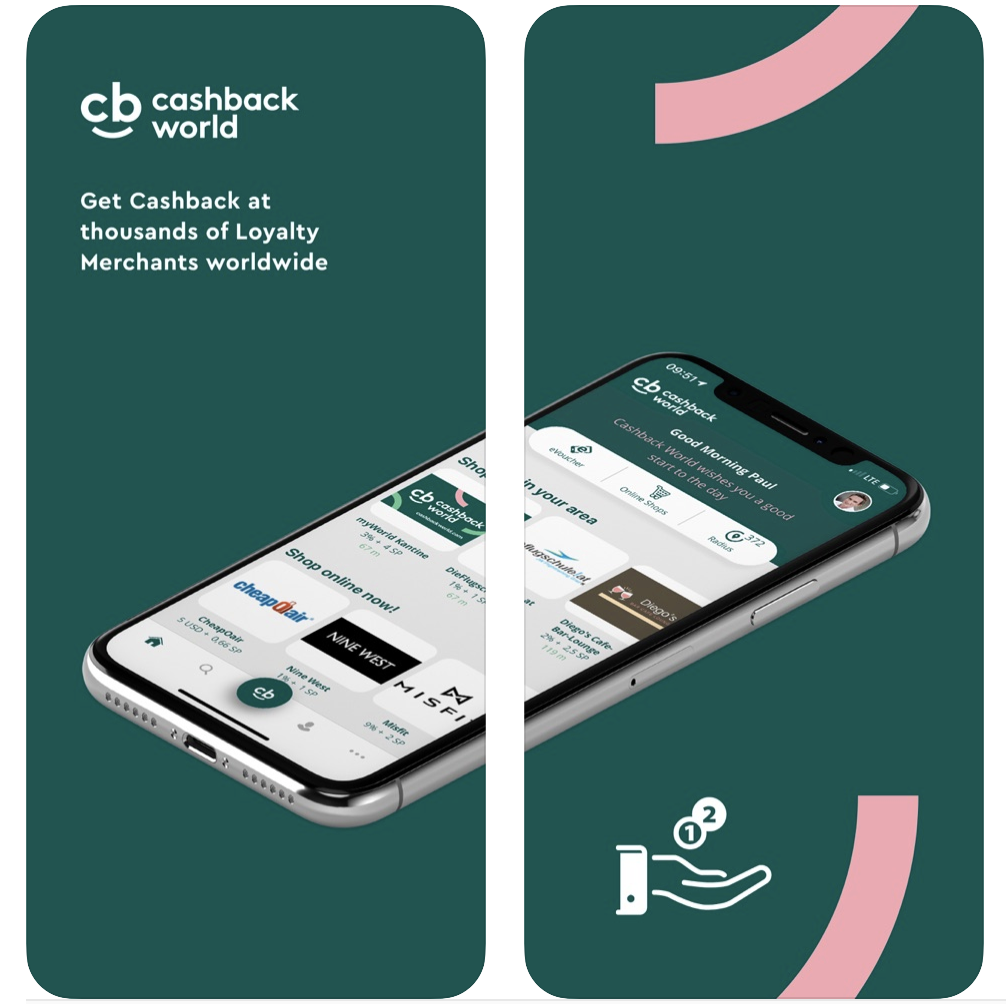 cb cashback
world
Get Cashback at
thousands of Loyalty
Merchants worldwide
Shop
cb cashback
world
cashbackworld.com
myWorld Kantine
3% + 4 SP
67 m
1% + 1 S
67 m
Shop online now!
cheapOair
CheapOair
5 USD + 0,66 SP
NINE WEST
Nine West
1% + 1 SP
MISFI
Misfit
9% + 2 SP
cb
09:51
LTE
cb cashback
world
Good Morning Paul
Cashback World wishes you a good
start to the day
eVoucher
Online Shops
372
Radius
in your area
flugschule.at
at
Diego's
Diego's Cafe-
Bar-Lounge
2% + 2,5 SP
119 m
1 2